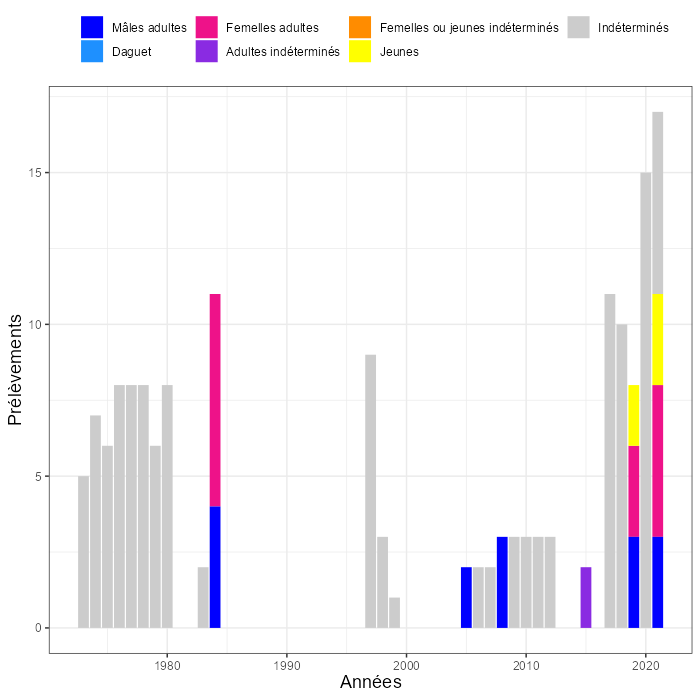 Mâles adultes Femelles adultes Femelles ou jeunes indéterminés Indéterminés
Daguet Adultes indéterminés Jeunes
15
10
5
0
Prélèvements
1980 1990 2000 2010 2020
Années